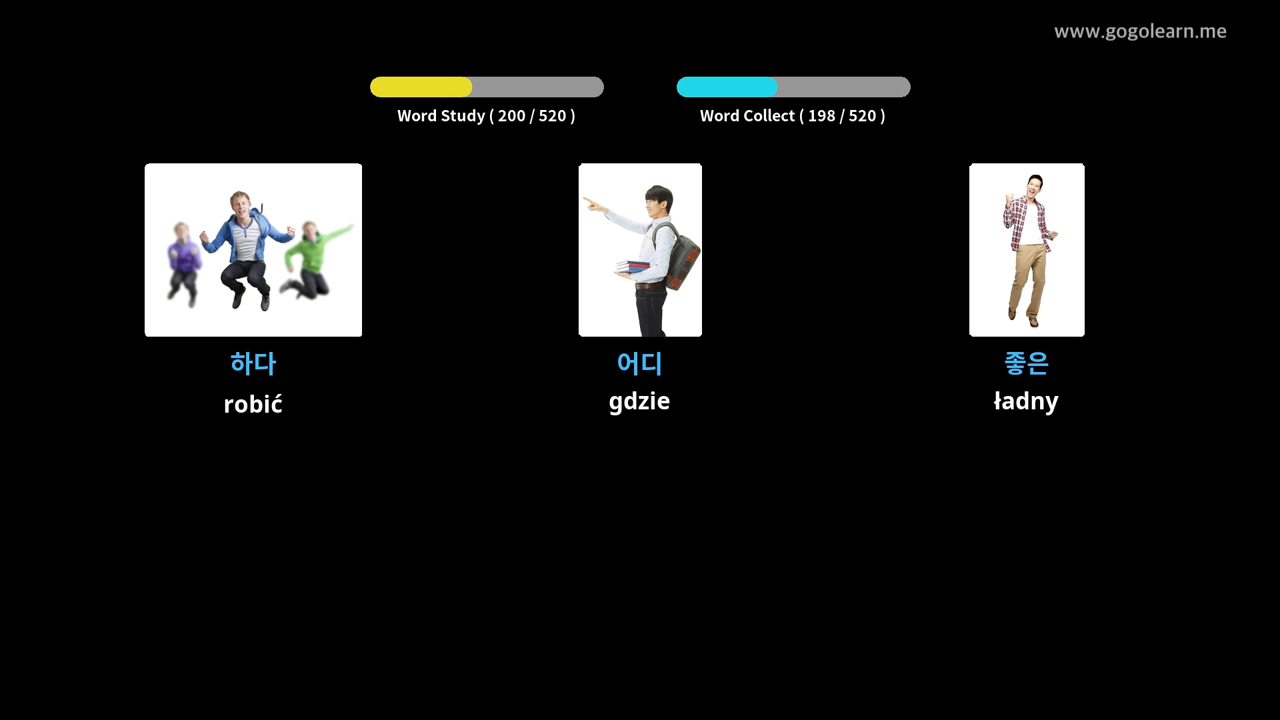 www.gogolearn.me
Word Study ( 200 / 520 )
Word Collect ( 198 / 520 )
하다
어디
좋은
robić
gdzie
ładny